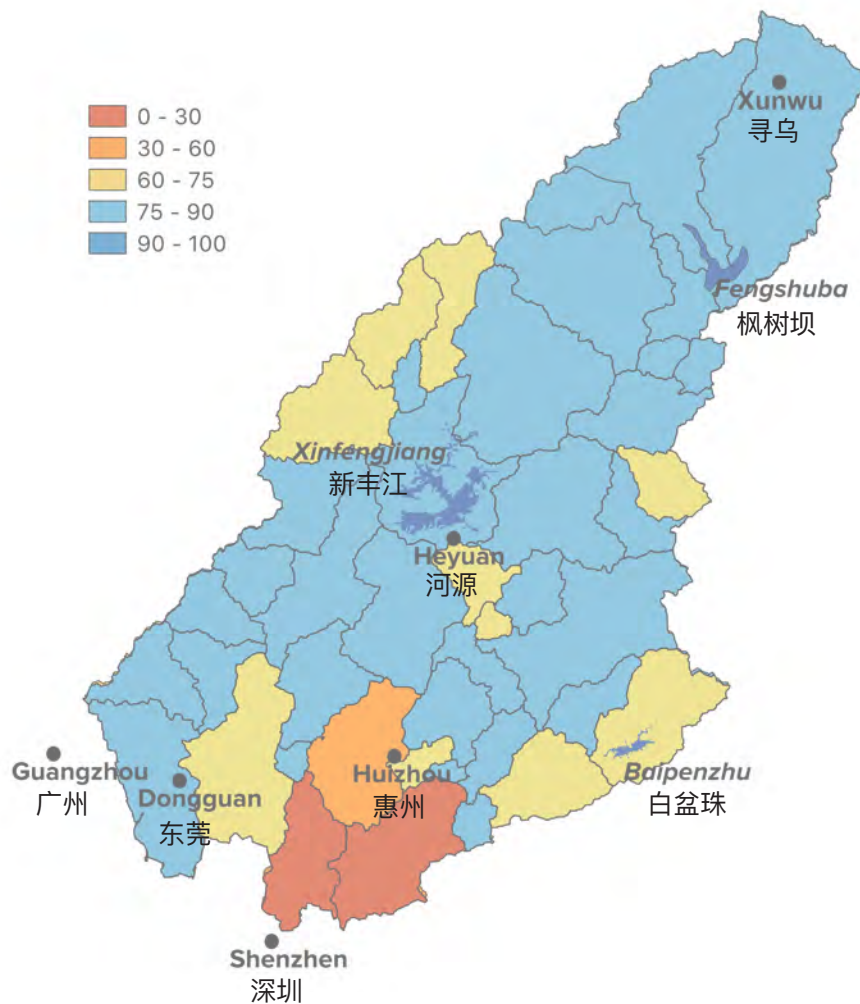 0 - 30
30 - 60
60 - 75
75 - 90
90 - 100
Xunwu
寻乌
Fengshuba
枫树坝
Xinfengjiang
新丰江
Heyuan
河源
Guangzhou
广州
Dongguan
东莞
Huizhou
惠州
Baipenzhu
白盆珠
Shenzhen
深圳